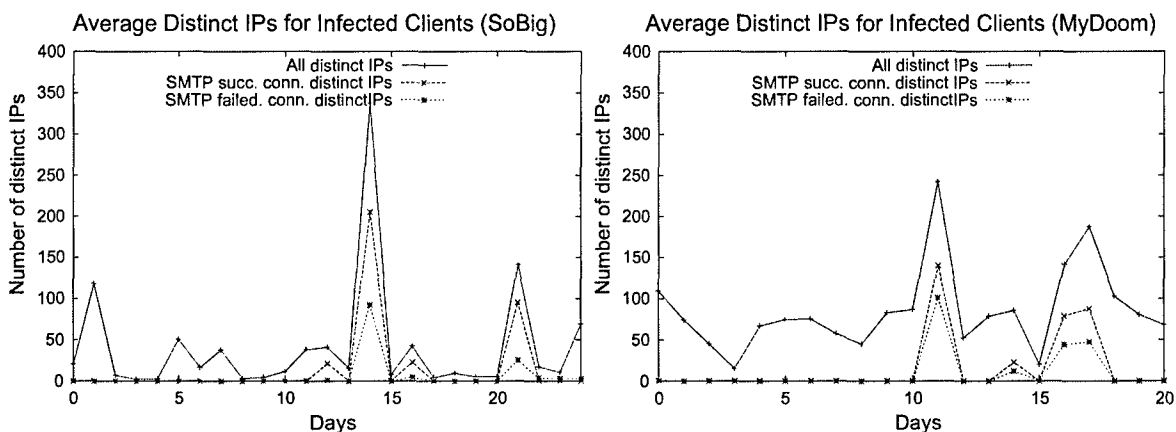 Average Distinct IPs for Infected Clients (SoBig)
400
350
300
250
200
150
100
50
0
Number of distinct IPs
All distinct IPs
SMTP succ. conn. distinct IPs
SMTP failed. conn. distinctIPs
0 5 10 15 20
Days
Average Distinct IPs for Infected Clients (MyDoom)
400
350
300
250
200
150
100
50
0
Number of distinct IPs
All distinct IPs
SMTP succ. conn. distinct IPs
SMTP failed. conn. distinctIPs
0 5 10 15 20
Days